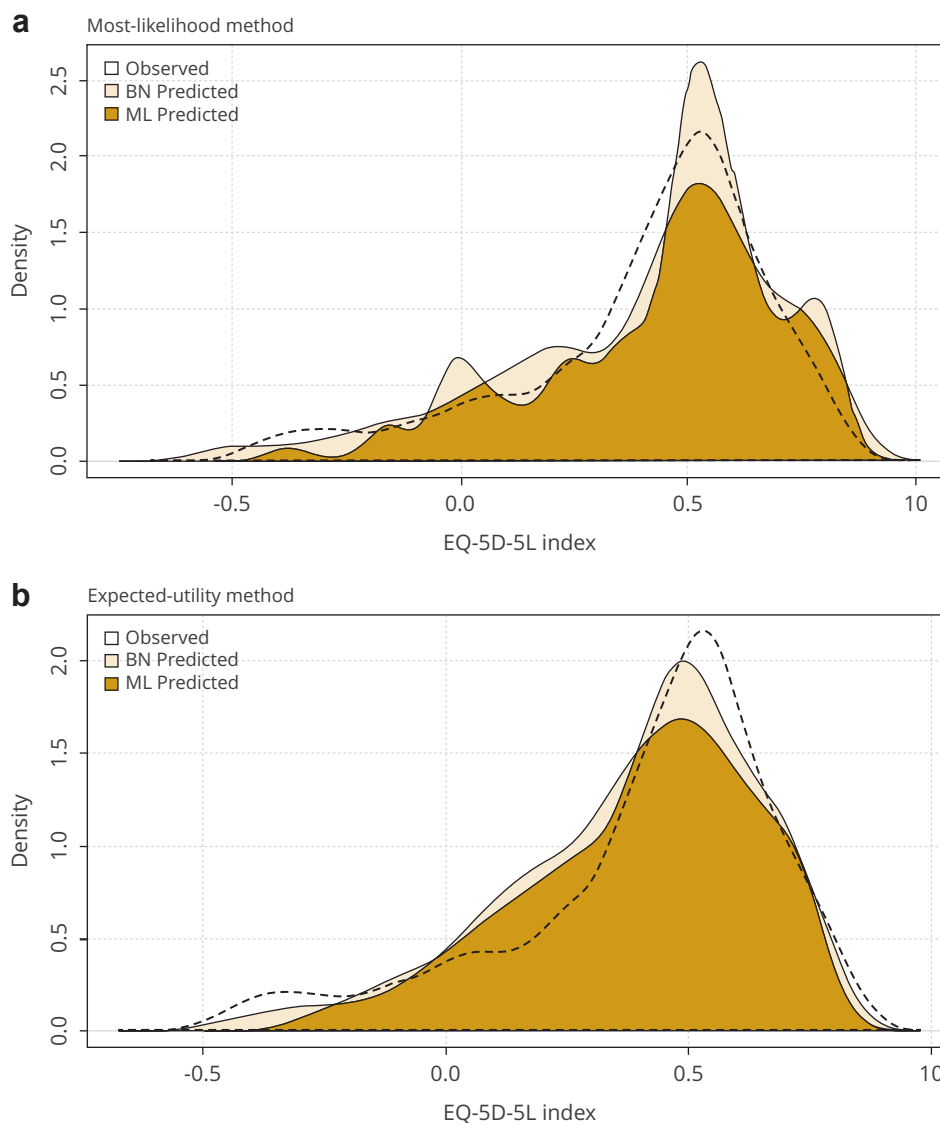 a
Most-likelihood method
Observed
BN Predicted
ML Predicted
2.5
2.0
1.5
1.0
0.5
0.0
Density
-0.5 0.0 0.5 10
EQ-5D-5L index
b
Expected-utility method
Observed
BN Predicted
ML Predicted
2.0
1.5
1.0
0.5
0.0
Density
-0.5 0.0 0.5 10
EQ-5D-5L index